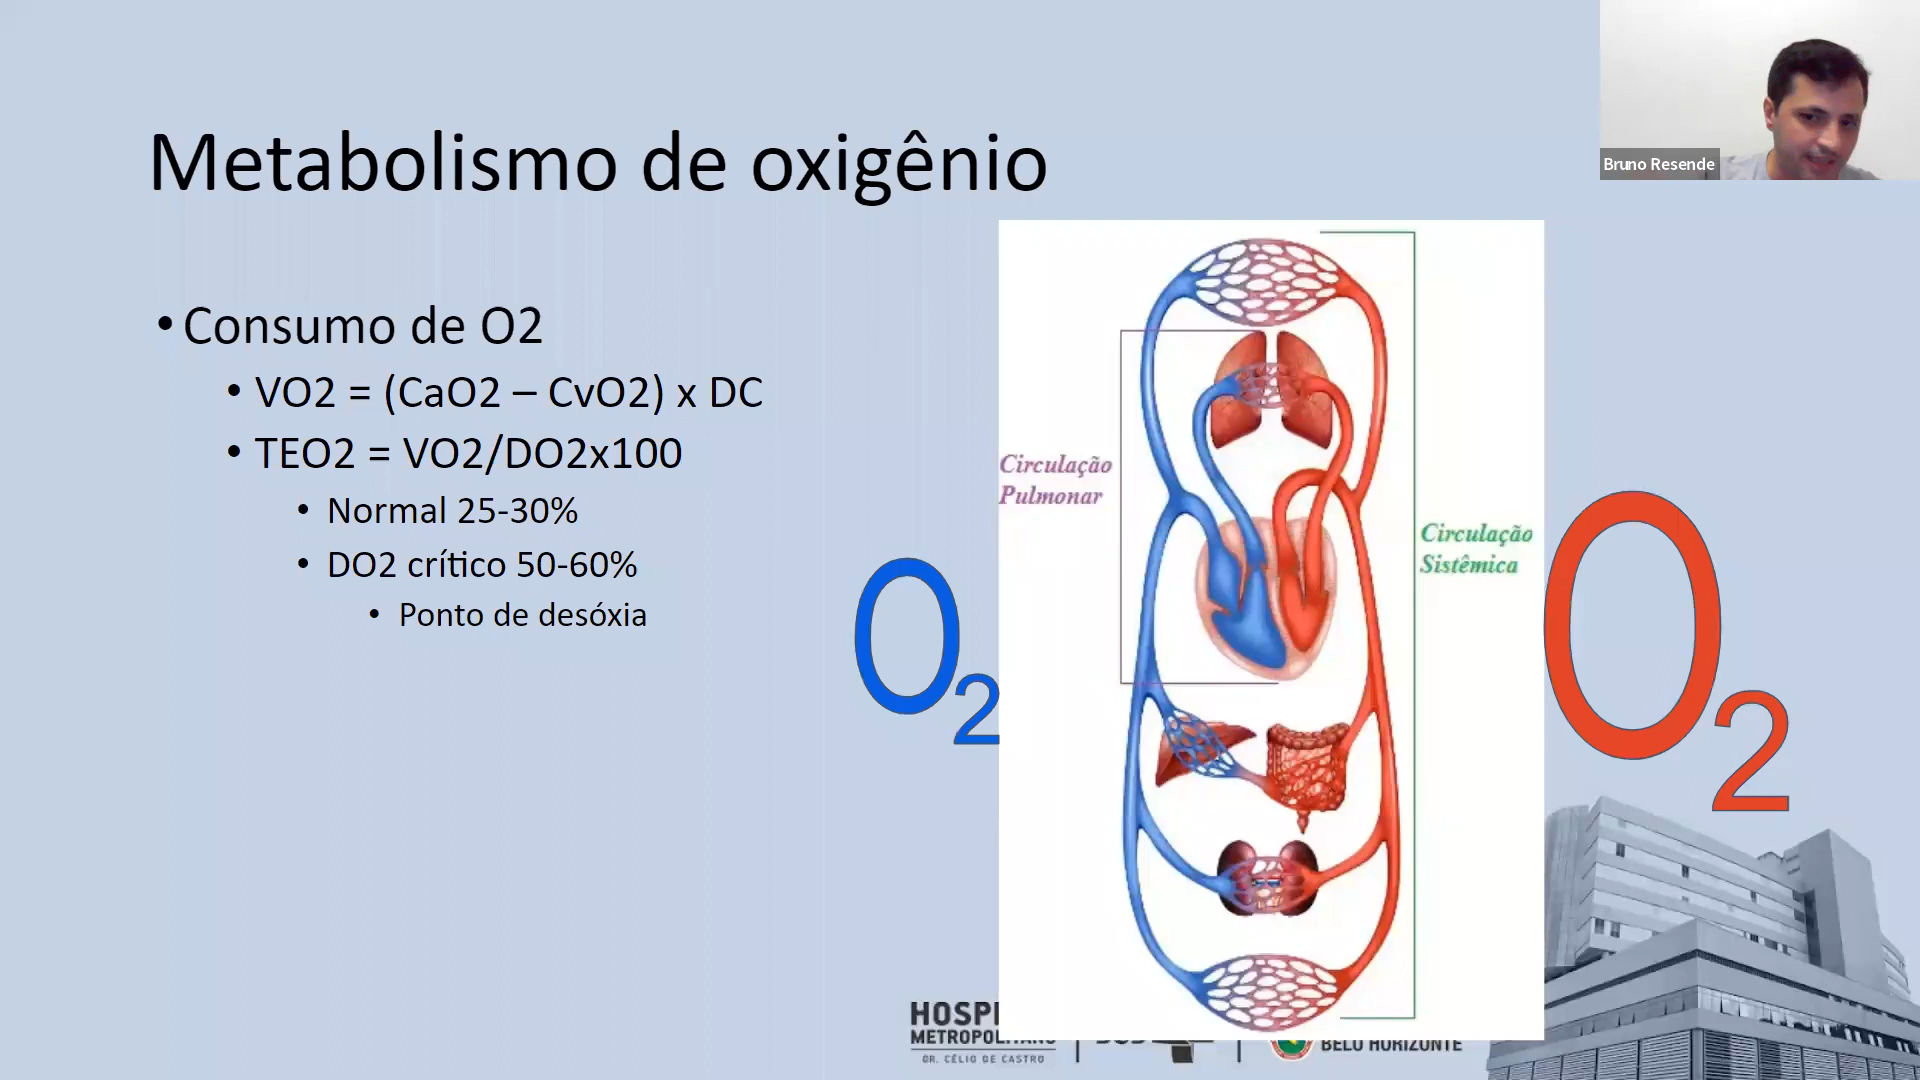 Bruno Resende
Metabolismo de oxigênio
• Consumo de O2
• VO2 = (CaO2 – CvO2) x DC
• TEO2 = VO2/DO2x100
• Normal 25-30%
• DO2 crítico 50-60%
• Ponto de desóxia
Circulação
Pulmonar
Circulação
Sistêmica
O2
O2
METROPOLITANO
DR. CÉLIO DE CASTRO
BELO HORIZONTE